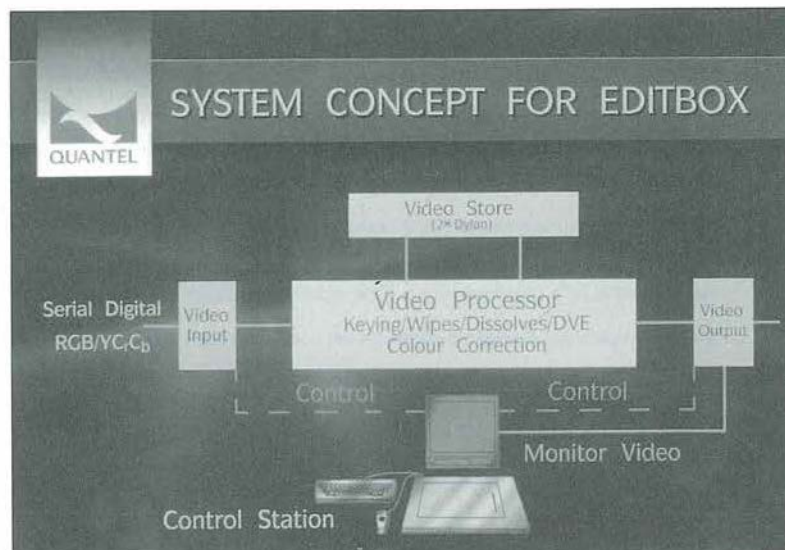 QUANTEL
SYSTEM CONCEPT FOR EDITBOX
Video Store
(2x Dylan)
Serial Digital
RGB/YCrCb
Video
Input
Video Processor
Keying/Wipes/Dissolves/DVE
Colour Correction
Video
Output
Control
Control
Monitor Video
Control Station